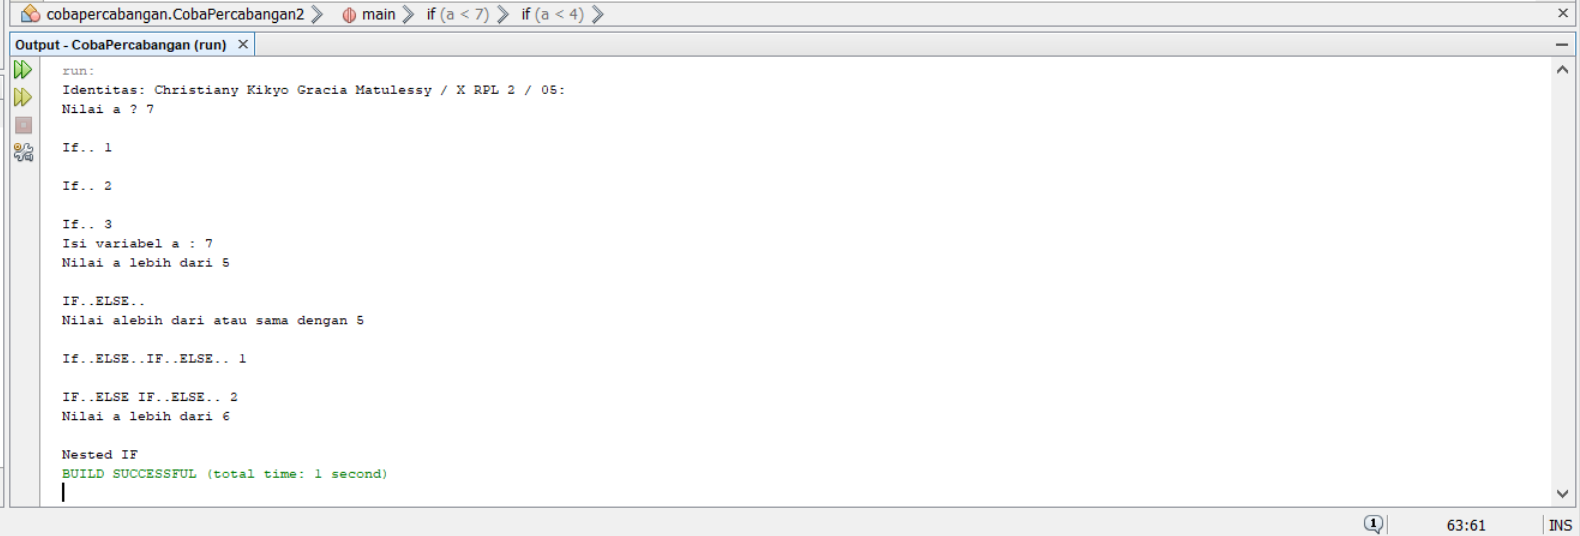 cobapercabangan.CobaPercabangan2 main if (a < 7) if (a < 4)
Output - CobaPercabangan (run)
run:
Identitas: Christiany Kikyo Gracia Matulessy / X RPL 2 / 05:
Nilai a ? 7
If.. 1
If.. 2
If.. 3
Isi variabel a : 7
Nilai a lebih dari 5
IF..ELSE..
Nilai alebih dari atau sama dengan 5
If..ELSE..IF..ELSE.. 1
IF..ELSE IF..ELSE.. 2
Nilai a lebih dari 6
Nested IF
BUILD SUCCESSFUL (total time: 1 second)
1 63:61 INS